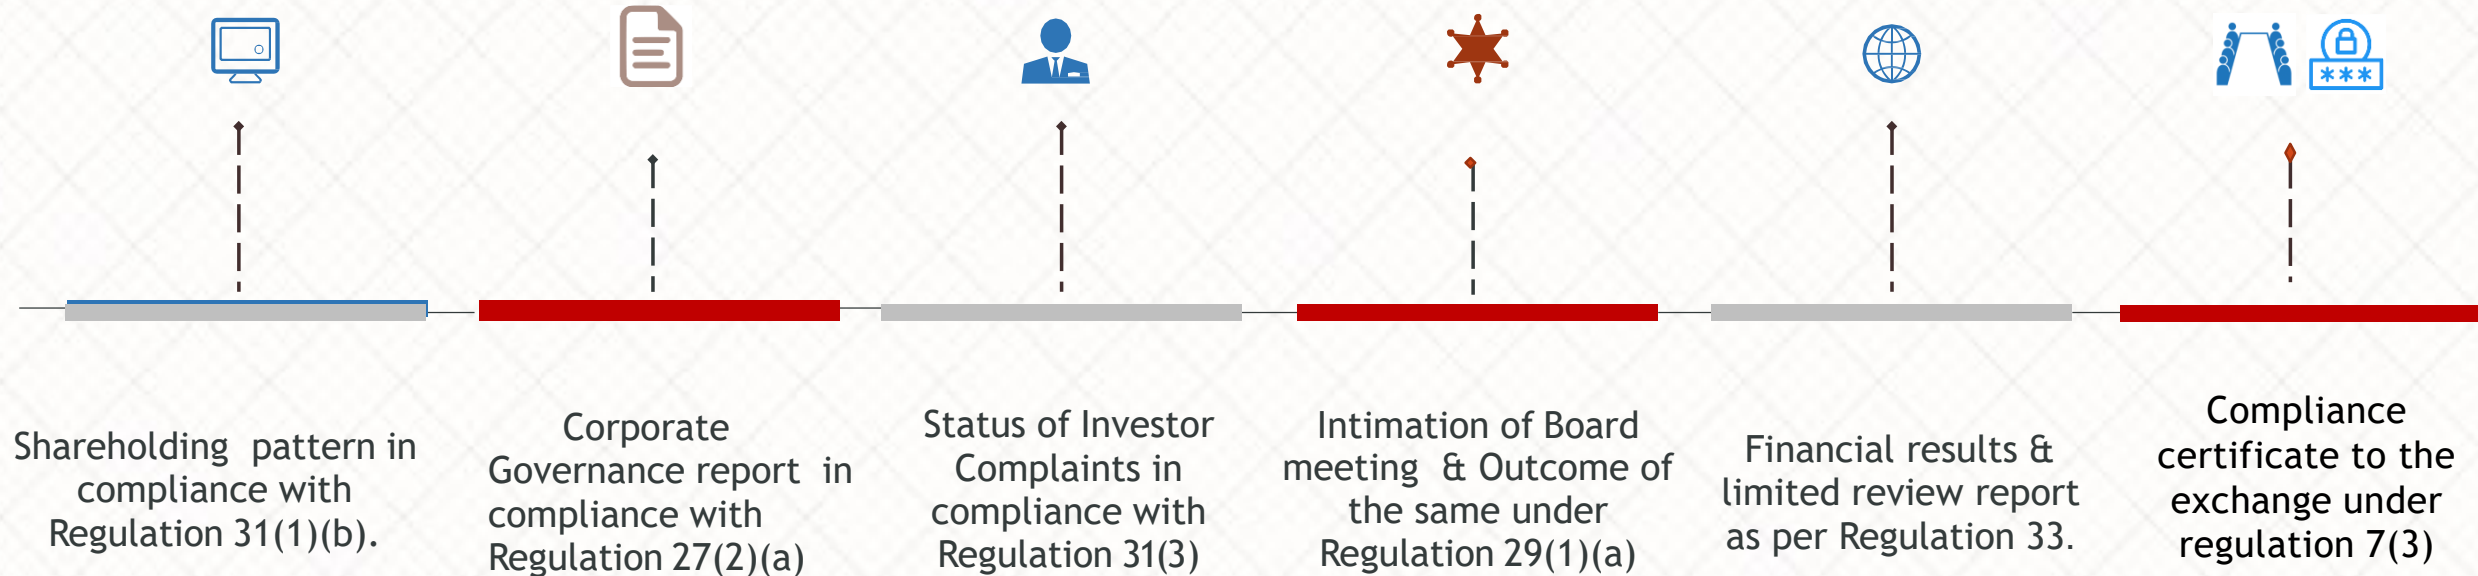 ***
Shareholding pattern in
compliance with
Regulation 31(1)(b).
Corporate
Governance report in
compliance with
Regulation 27(2)(a)
Status of Investor
Complaints in
compliance with
Regulation 31(3)
Intimation of Board
meeting & Outcome of
the same under
Regulation 29(1)(a)
Financial results &
limited review report
as per Regulation 33.
Compliance
certificate to the
exchange under
regulation 7(3)